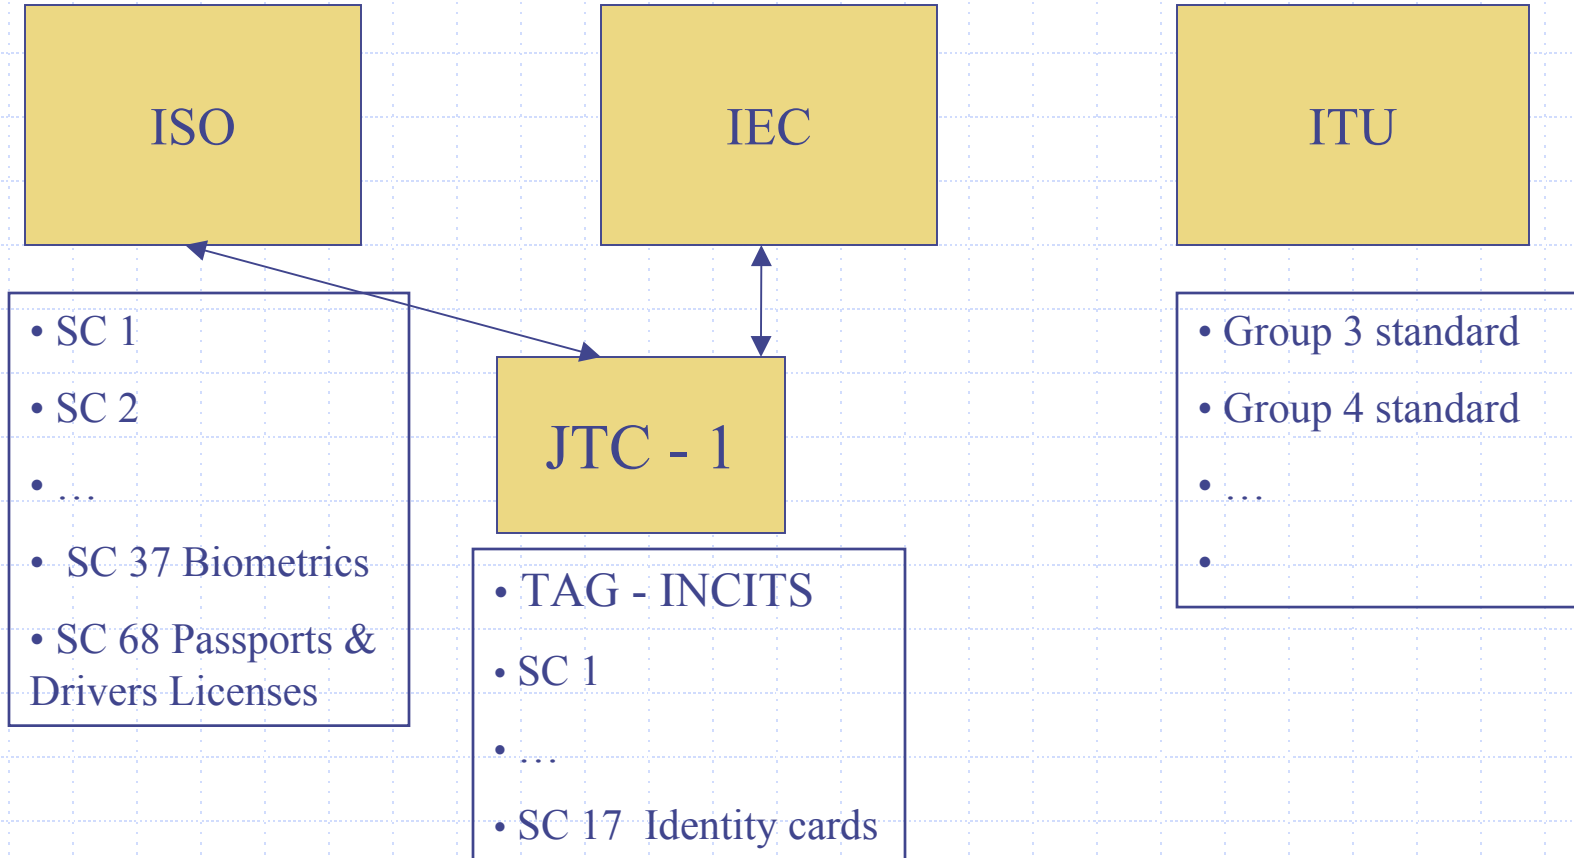 ISO
IEC
ITU
• SC 1
• SC 2
• …
• SC 37 Biometrics
• SC 68 Passports &
Drivers Licenses
JTC - 1
• TAG - INCITS
• SC 1
• …
• SC 17 Identity cards
• Group 3 standard
• Group 4 standard
• …
•